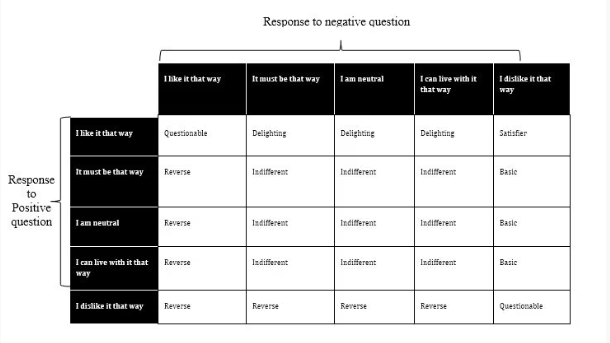 Response to negative question
I like it that way It must be that way I am neutral I can live with it that way I dislike it that way
Response to Positive question
I like it that way Questionable Delighting Delighting Delighting Satisfier
It must be that way Reverse Indifferent Indifferent Indifferent Basic
I am neutral Reverse Indifferent Indifferent Indifferent Basic
I can live with it that way Reverse Indifferent Indifferent Indifferent Basic
I dislike it that way Reverse Reverse Reverse Reverse Questionable